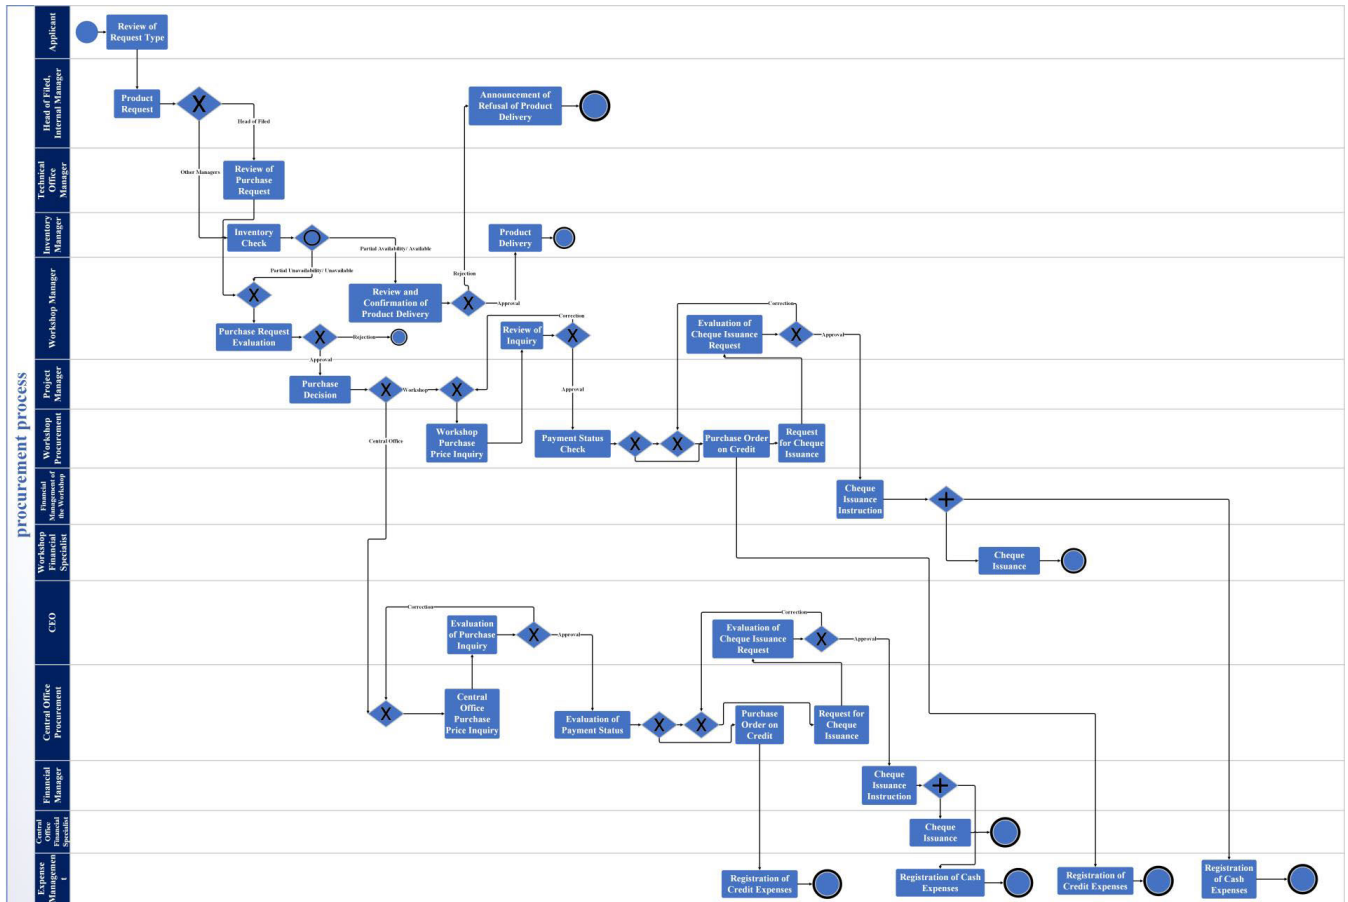 procurement process
Applicant
Review of
Request Type
Head of Filed,
Internal Manager
Product
Request
Head of Filed
Other Managers
Announcement of
Refusal of Product
Delivery
Technical
Office
Manager
Review of
Purchase
Request
Inventory
Manager
Inventory
Check
Partial Availability/ Available
Partial Unavailability/ Unavailable
Product
Delivery
Rejection
Approval
Workshop Manager
Review and
Confirmation of
Product Delivery
Purchase Request
Evaluation
Rejection
Approval
Review of
Inquiry
Correction
Approval
Evaluation of
Cheque Issuance
Request
Correction
Approval
Project
Manager
Purchase
Decision
Workshop
Central Office
Workshop
Procurement
Workshop
Purchase
Price Inquiry
Payment Status
Check
Purchase Order
on Credit
Request
for Cheque
Issuance
Financial
Management of
the Workshop
Cheque
Issuance
Instruction
Workshop
Financial
Specialist
Cheque
Issuance
CEO
Correction
Evaluation
of Purchase
Inquiry
Approval
Correction
Evaluation of
Cheque Issuance
Request
Approval
Central Office
Procurement
Central
Office
Purchase
Price Inquiry
Evaluation of
Payment Status
Purchase
Order on
Credit
Request for
Cheque
Issuance
Financial
Manager
Cheque
Issuance
Instruction
Central
Office
Financial
Specialist
Cheque
Issuance
Expense
Managemen
t
Registration of
Credit Expenses
Registration of Cash
Expenses
Registration of
Credit Expenses
Registration
of Cash
Expenses